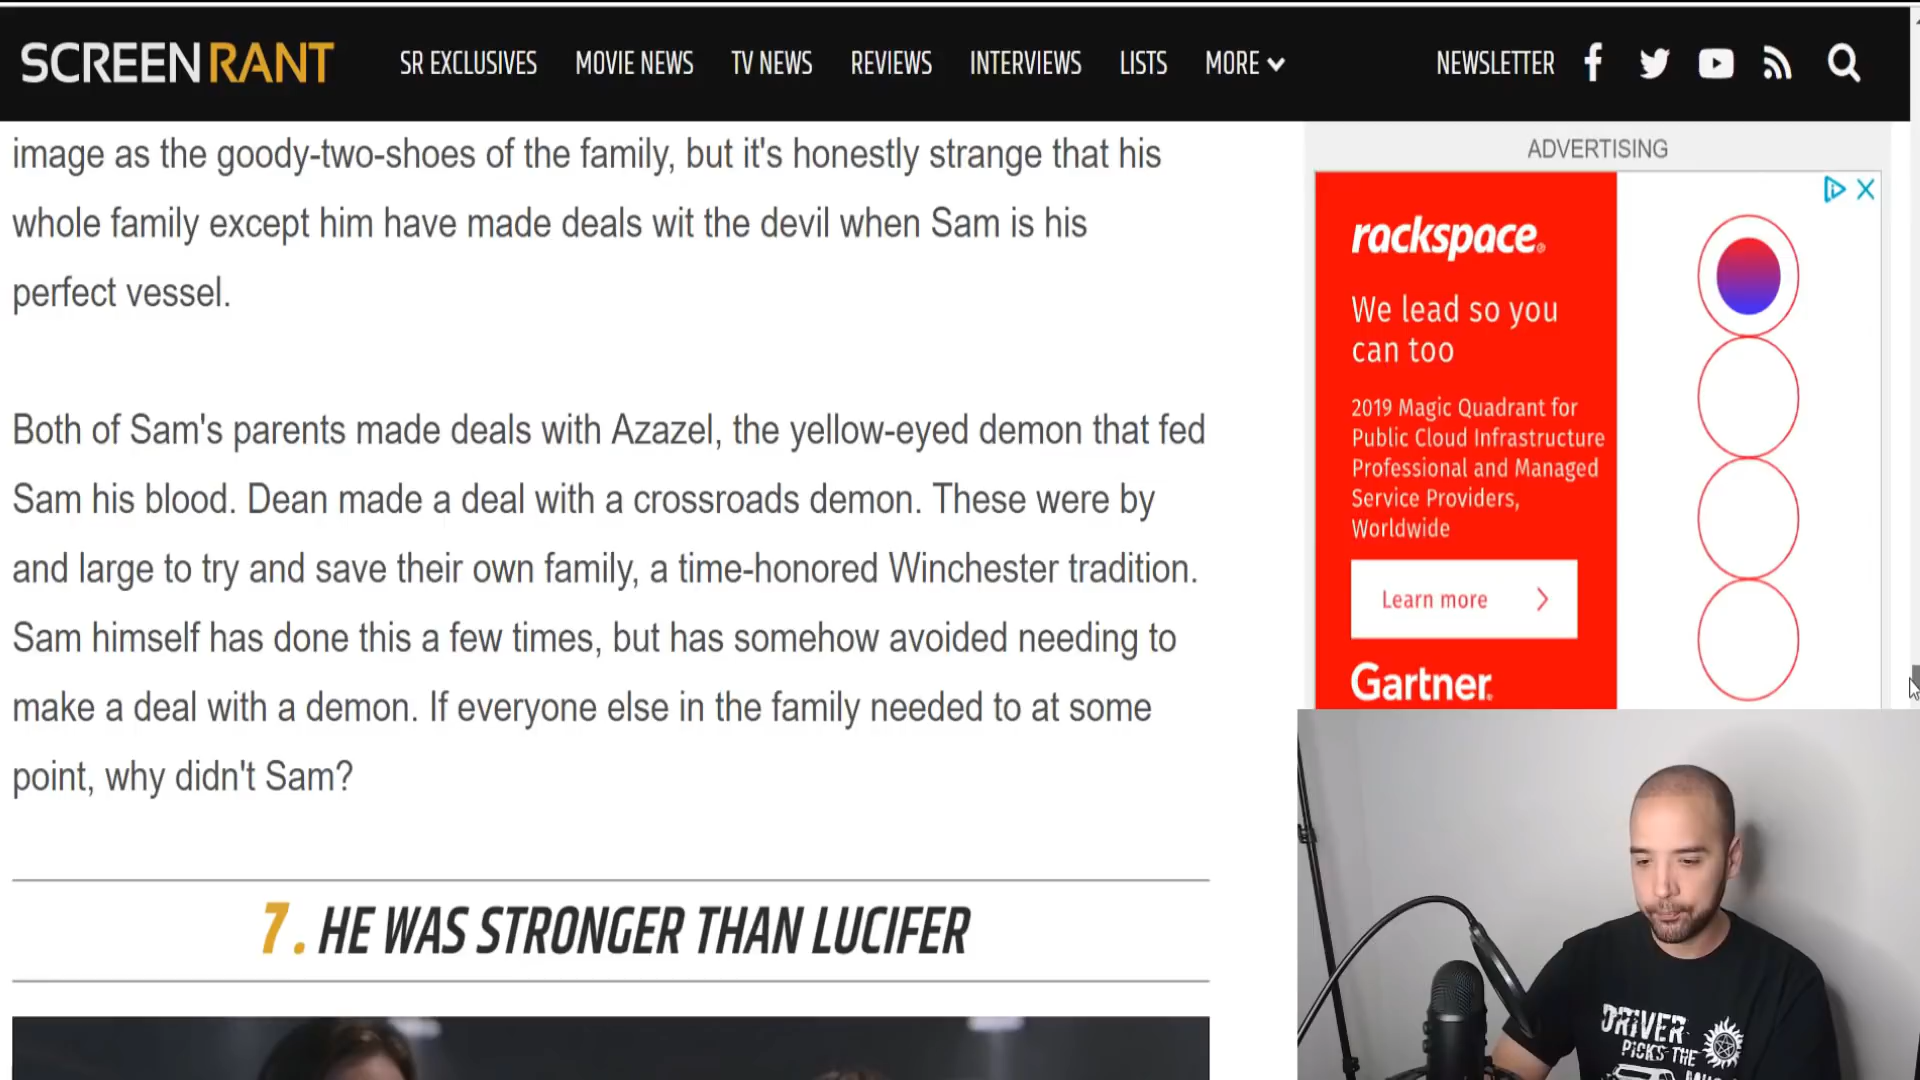 SCREENRANT SR EXCLUSIVES MOVIE NEWS TV NEWS REVIEWS INTERVIEWS LISTS MORE NEWSLETTER
image as the goody-two-shoes of the family, but it's honestly strange that his
whole family except him have made deals wit the devil when Sam is his
perfect vessel.
Both of Sam's parents made deals with Azazel, the yellow-eyed demon that fed
Sam his blood. Dean made a deal with a crossroads demon. These were by
and large to try and save their own family, a time-honored Winchester tradition.
Sam himself has done this a few times, but has somehow avoided needing to
make a deal with a demon. If everyone else in the family needed to at some
point, why didn't Sam?
7. HE WAS STRONGER THAN LUCIFER
ADVERTISING
rackspace®
We lead so you
can too
2019 Magic Quadrant for
Public Cloud Infrastructure
Professional and Managed
Service Providers,
Worldwide
Learn more
Gartner
DRIVER
PICKS THE